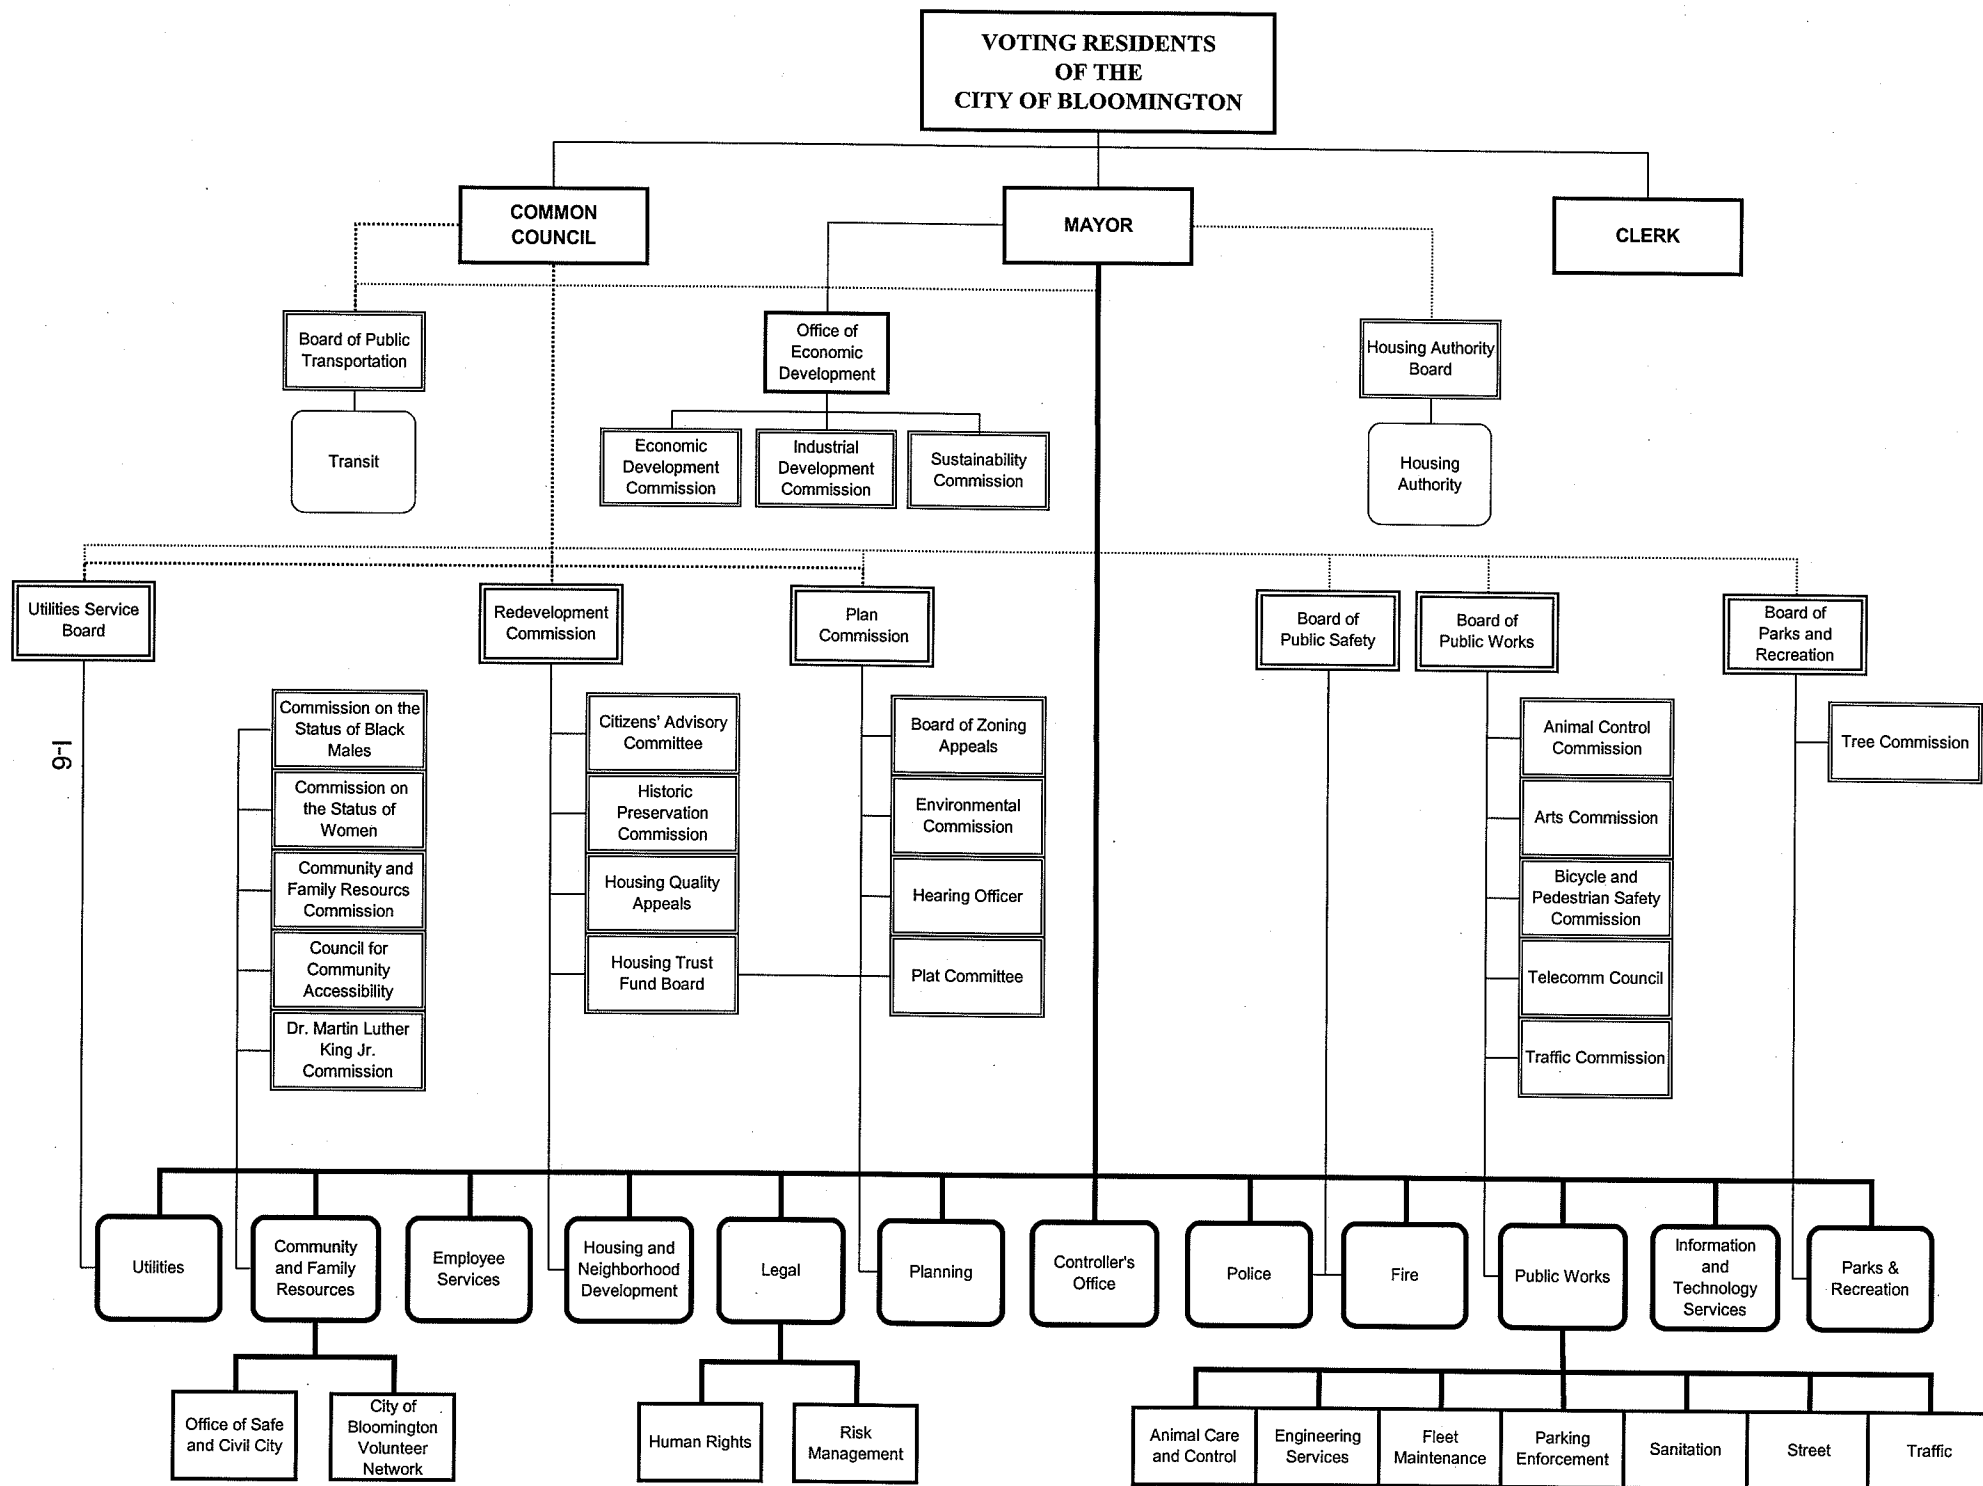 VOTING RESIDENTS
OF THE
CITY OF BLOOMINGTON
COMMON
COUNCIL
MAYOR
CLERK
Board of Public
Transportation
Office of
Economic
Development
Housing Authority
Board
Transit
Economic
Development
Commission
Industrial
Development
Commission
Sustainability
Commission
Housing
Authority
Utilities Service
Board
Redevelopment
Commission
Plan
Commission
Board of
Public Safety
Board of
Public Works
Board of
Parks and
Recreation
I-6
Commission on the
Status of Black
Males
Commission on
the Status of
Women
Community and
Family Resourcs
Commission
Council for
Community
Accessibility
Dr. Martin Luther
King Jr.
Commission
Citizens' Advisory
Committee
Historic
Preservation
Commission
Housing Quality
Appeals
Housing Trust
Fund Board
Board of Zoning
Appeals
Environmental
Commission
Hearing Officer
Plat Committee
Animal Control
Commission
Arts Commission
Bicycle and
Pedestrian Safety
Commission
Telecomm Council
Traffic Commission
Tree Commission
Utilities
Community
and Family
Resources
Employee
Services
Housing and
Neighborhood
Development
Legal
Planning
Controller's
Office
Police
Fire
Public Works
Information
and
Technology
Services
Parks &
Recreation
Office of Safe
and Civil City
City of
Bloomington
Volunteer
Network
Human Rights
Risk
Management
Animal Care
and Control
Engineering
Services
Fleet
Maintenance
Parking
Enforcement
Sanitation
Street
Traffic